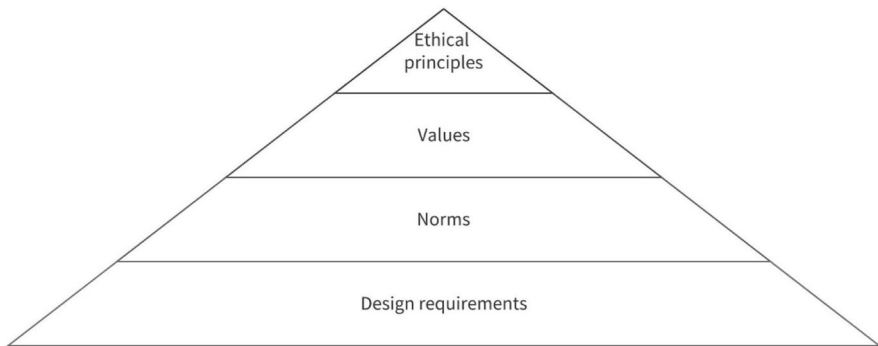 Ethical
principles
Values
Norms
Design requirements